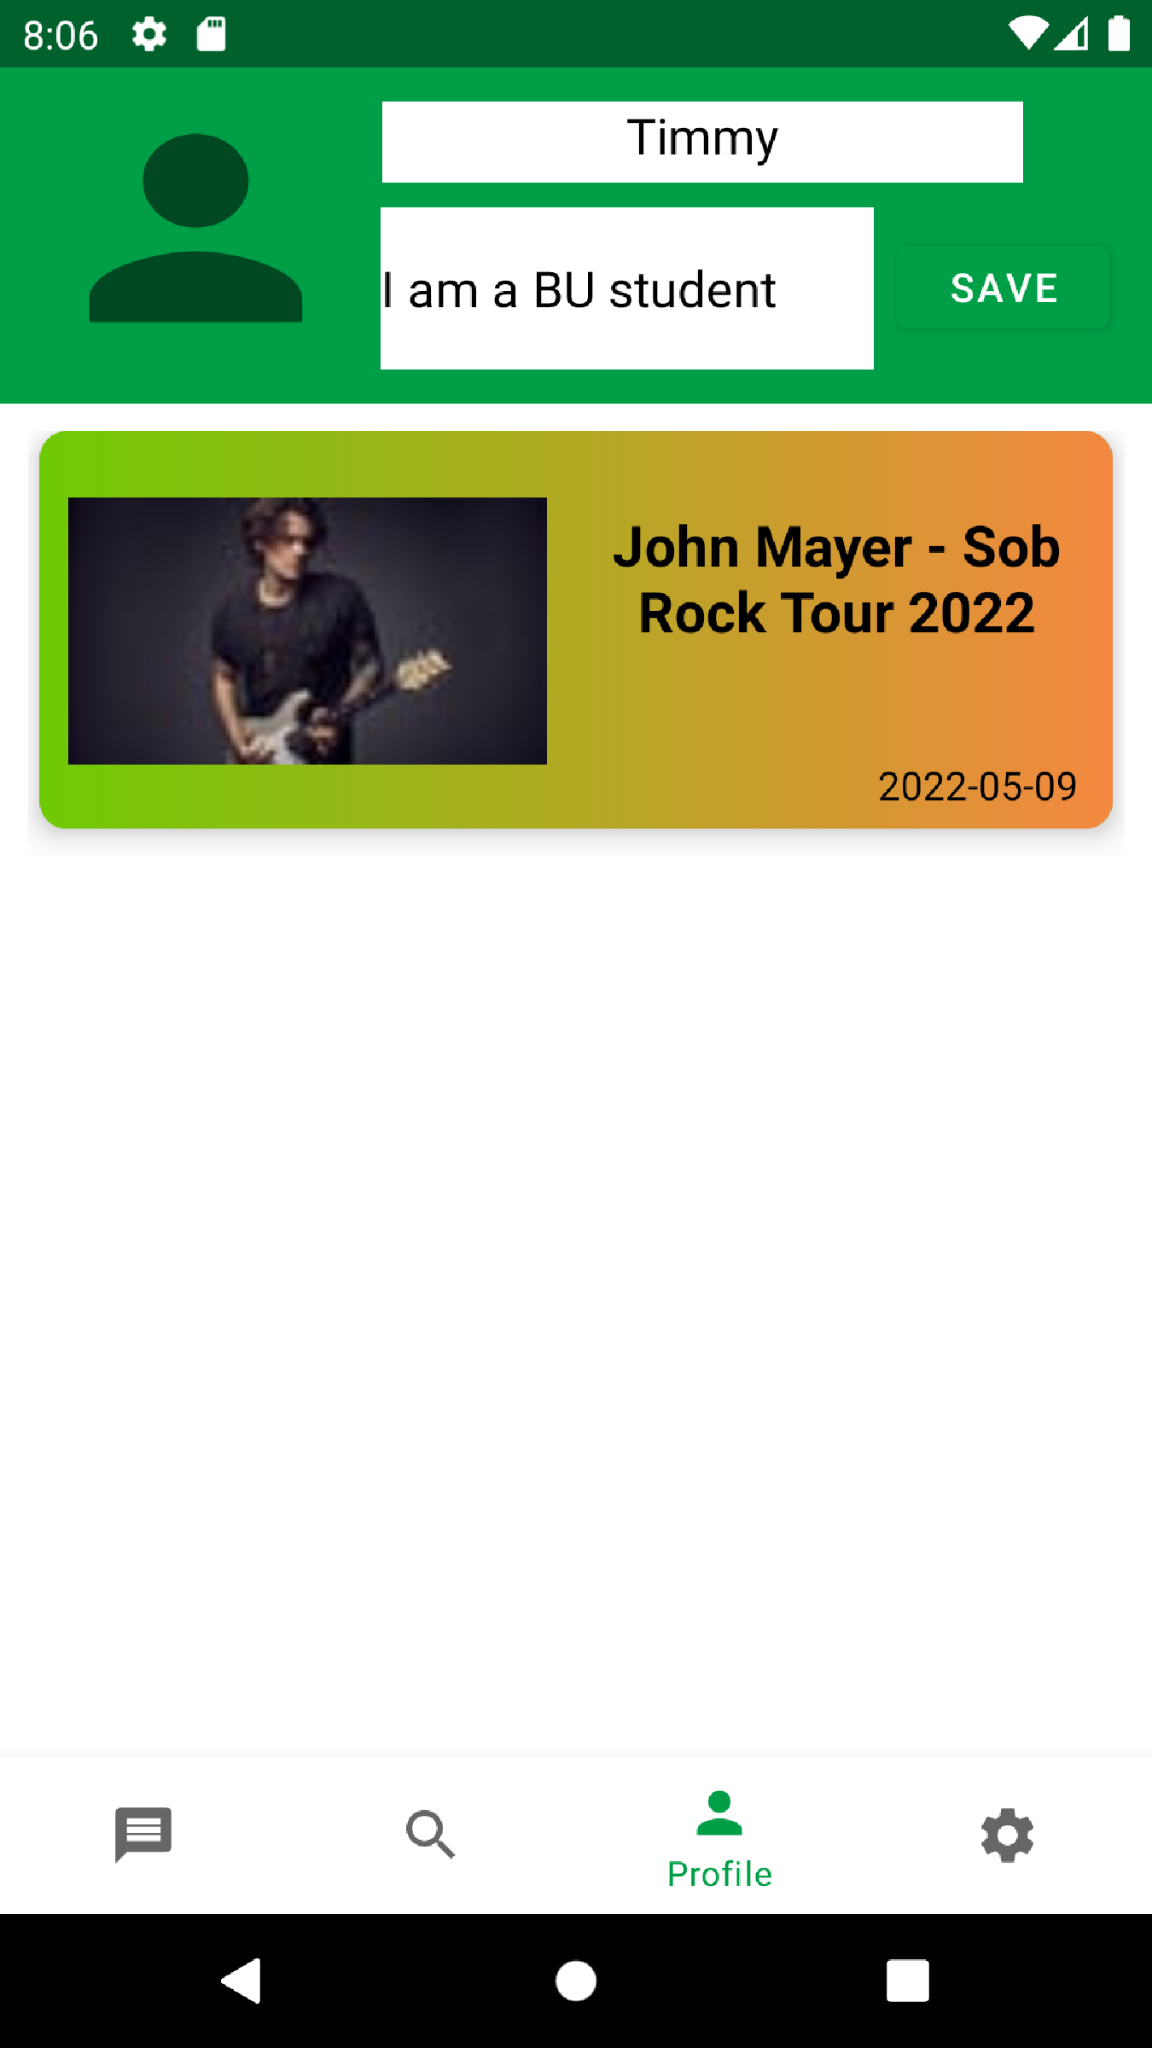 8:06
Timmy
I am a BU student
SAVE
John Mayer - Sob
Rock Tour 2022
2022-05-09
Profile